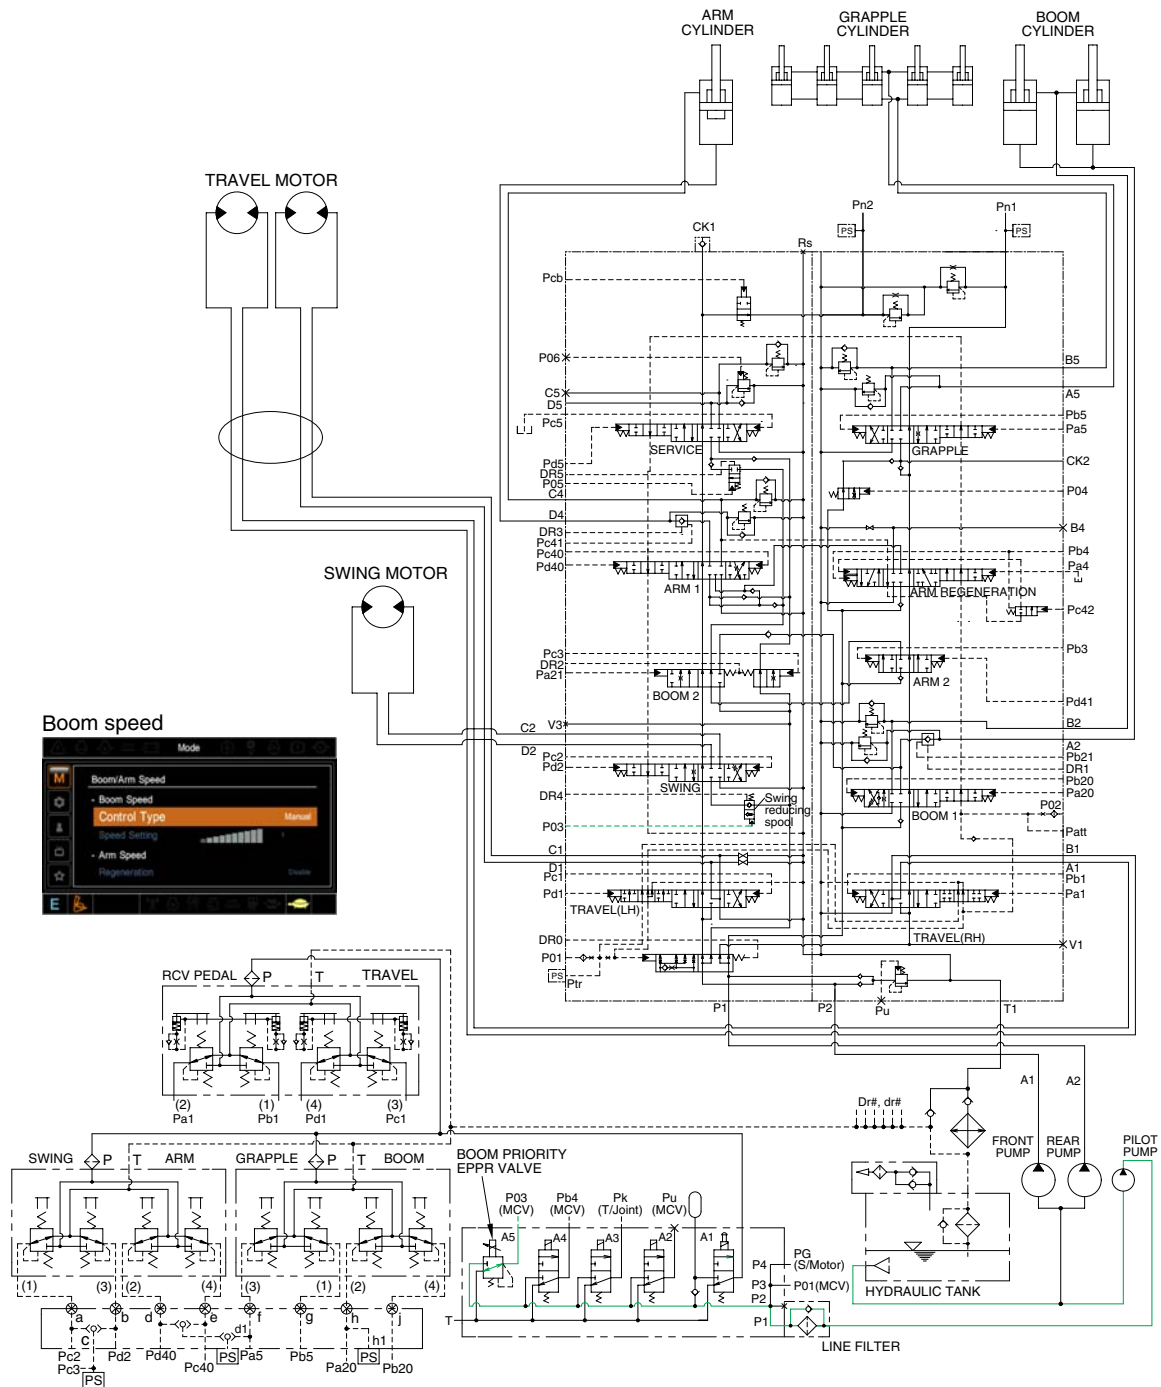 ARM
CYLINDER
GRAPPLE
CYLINDER
BOOM
CYLINDER
TRAVEL MOTOR
Pn2
Pn1
PS
PS
CK1
Rs
Pcb
P06
C5
D5
Pc5
Pd5
DR5
P05
C4
D4
DR3
Pc41
Pc40
Pd40
Pc3
DR2
Pa21
V3
C2
D2
Pc2
Pd2
DR4
P03
C1
D1
Pc1
Pd1
DR0
P01
PS
Ptr
SERVICE
GRAPPLE
ARM 1
ARM REGENERATION
BOOM 2
ARM 2
SWING
Swing
reducing
spool
BOOM 1
TRAVEL(LH)
TRAVEL(RH)
B5
A5
Pb5
Pa5
CK2
P04
B4
Pb4
Pa4
Pc42
Pb3
Pd41
B2
A2
Pb21
DR1
Pb20
Pa20
P02
Patt
B1
A1
Pb1
Pa1
V1
P1
P2
Pu
T1
SWING MOTOR
Boom speed
Mode
M
Boom/Arm Speed
- Boom Speed
Control Type
Manual
Speed Setting
1
- Arm Speed
Regeneration
Disable
E
RCV PEDAL
P
T
TRAVEL
(2)
(1)
(4)
(3)
Pa1
Pb1
Pd1
Pc1
SWING
P
T
ARM
GRAPPLE
P
T
BOOM
(1)
(3)
(2)
(4)
(3)
(1)
(2)
(4)
a
b
d
e
f
g
h
j
c
d1
h1
Pc2
Pd2
Pd40
Pc40
PS
Pa5
Pb5
Pa20
PS
Pb20
Pc3
PS
BOOM PRIORITY
EPPR VALVE
P03
(MCV)
Pb4
(MCV)
Pk
(T/Joint)
Pu
(MCV)
A5
A4
A3
A2
A1
T
P4
P3
P2
P1
PG
(S/Motor)
P01(MCV)
LINE FILTER
Dr#, dr#
A1
A2
FRONT
PUMP
REAR
PUMP
PILOT
PUMP
HYDRAULIC TANK